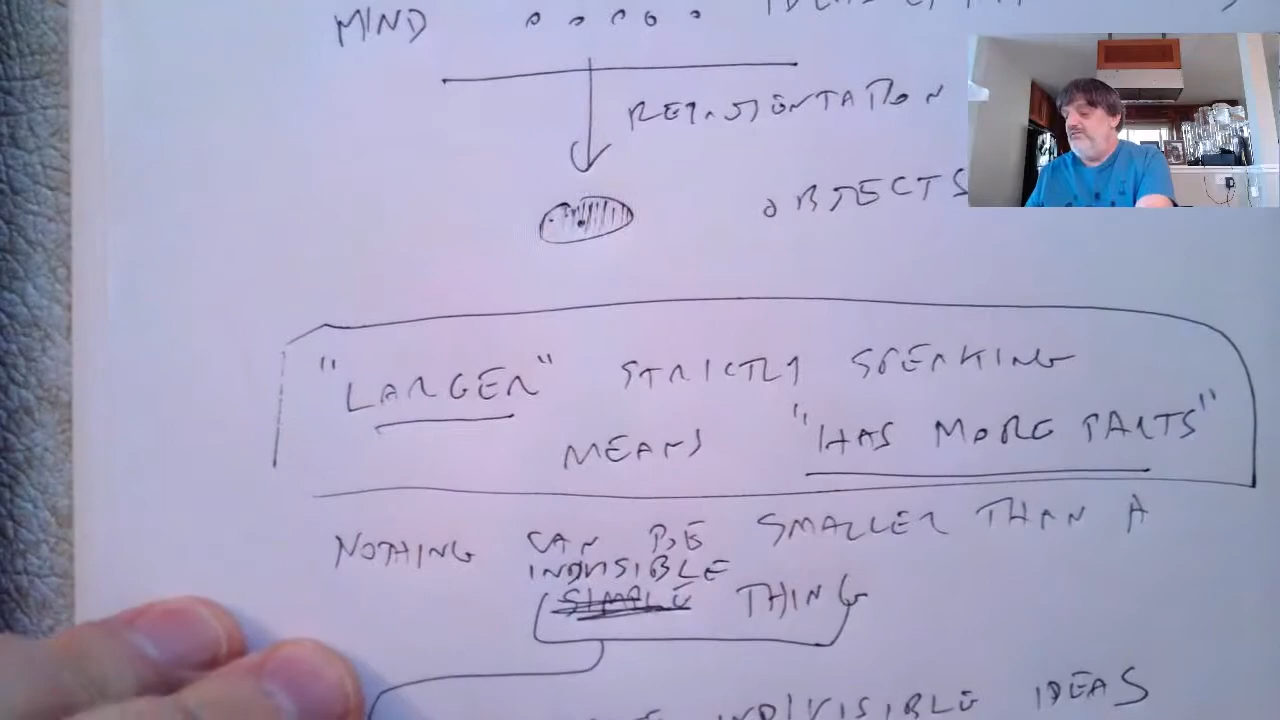 MIND
REPRESENTATION
OBJECTS
"LARGER" STRICTLY SPEAKING
MEANS "HAS MORE PARTS"
NOTHING CAN BE SMALLER THAN A
INDIVISIBLE
SIMPLE THING
INDIVISIBLE IDEAS